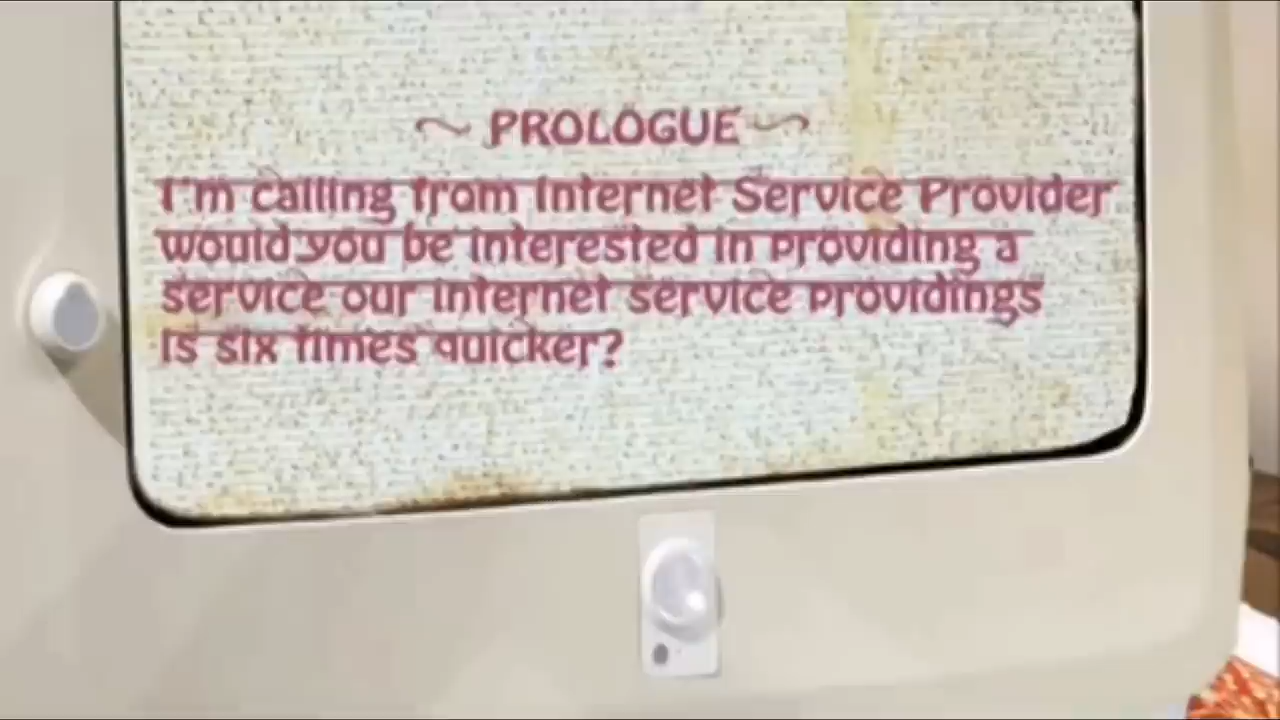 ~ PROLOGUE ~
I'm calling from Internet Service Provider
would you be interested in providing a
service our internet service providings
is six times quicker?